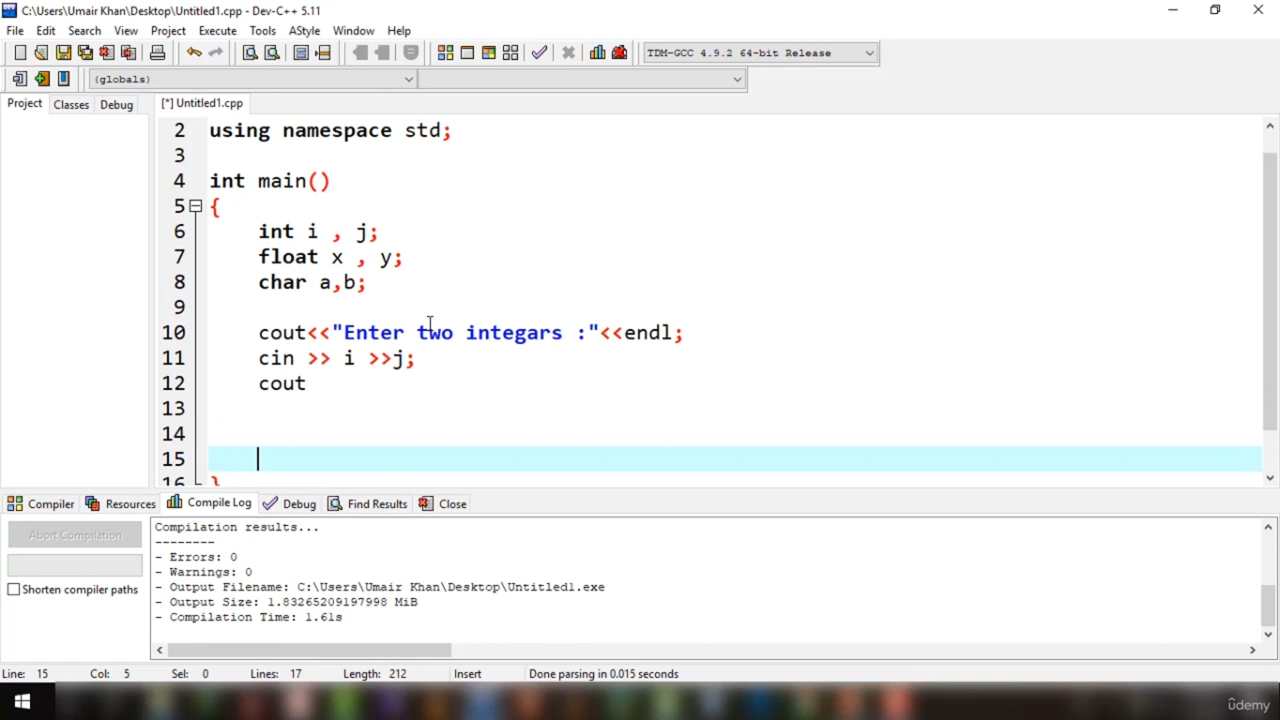 C:\Users\Umair Khan\Desktop\Untitled1.cpp - Dev-C++ 5.11
File Edit Search View Project Execute Tools AStyle Window Help
TDM-GCC 4.9.2 64-bit Release
(globals)
Project Classes Debug [*] Untitled1.cpp
2 using namespace std;
3
4 int main()
5 {
6 int i , j;
7 float x , y;
8 char a,b;
9
10 cout<<"Enter two integars :"<<endl;
11 cin >> i >>j;
12 cout
13
14
15
16 }
Compiler Resources Compile Log Debug Find Results Close
Abort Compilation
Shorten compiler paths
Compilation results...
--------
- Errors: 0
- Warnings: 0
- Output Filename: C:\Users\Umair Khan\Desktop\Untitled1.exe
- Output Size: 1.83265209197998 MiB
- Compilation Time: 1.61s
Line: 15 Col: 5 Sel: 0 Lines: 17 Length: 212 Insert Done parsing in 0.015 seconds
ûdemy